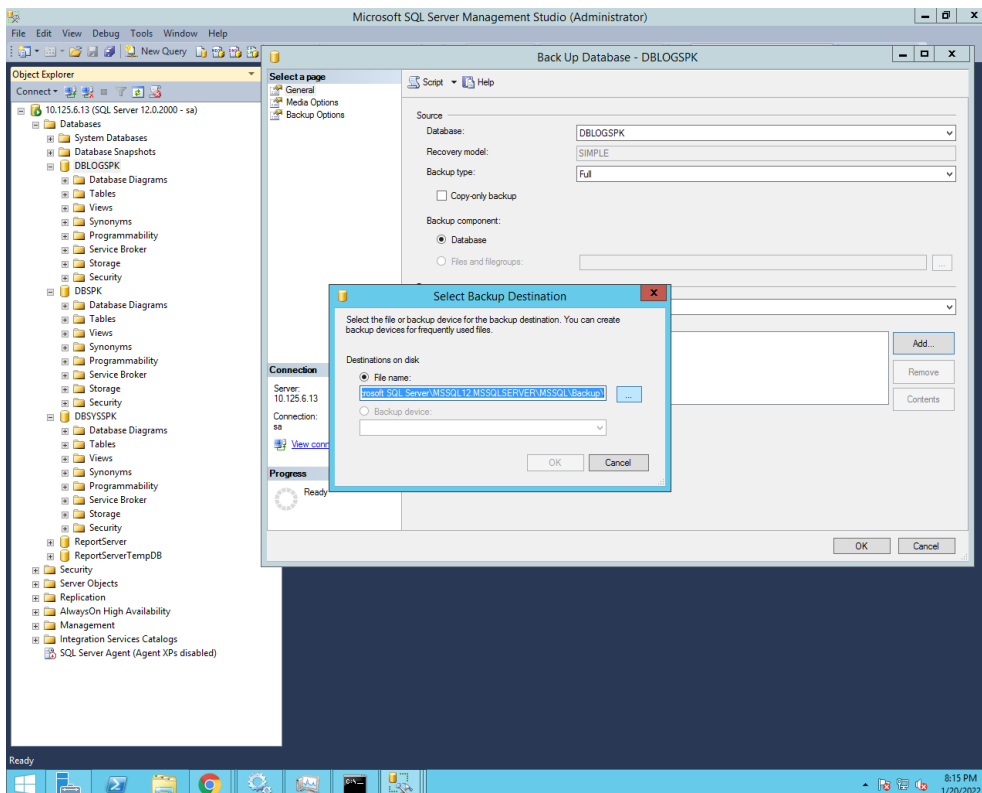 Microsoft SQL Server Management Studio (Administrator)
File Edit View Debug Tools Window Help
New Query
Object Explorer
Connect
10.125.6.13 (SQL Server 12.0.2000 - sa)
Databases
System Databases
Database Snapshots
DBLOGSPK
Database Diagrams
Tables
Views
Synonyms
Programmability
Service Broker
Storage
Security
DBSPK
Database Diagrams
Tables
Views
Synonyms
Programmability
Service Broker
Storage
Security
DBSYSSPK
Database Diagrams
Tables
Views
Synonyms
Programmability
Service Broker
Storage
Security
ReportServer
ReportServerTempDB
Security
Server Objects
Replication
AlwaysOn High Availability
Management
Integration Services Catalogs
SQL Server Agent (Agent XPs disabled)
Back Up Database - DBLOGSPK
Select a page
General
Media Options
Backup Options
Script Help
Source
Database: DBLOGSPK
Recovery model: SIMPLE
Backup type: Full
Copy-only backup
Backup component:
Database
Files and filegroups: ...
Add...
Remove
Contents
Connection
Server:
10.125.6.13
Connection:
sa
View conn
Progress
Ready
OK Cancel
Select Backup Destination
Select the file or backup device for the backup destination. You can create
backup devices for frequently used files.
Destinations on disk
File name:
rosoft SQL Server\MSSQL12.MSSQLSERVER\MSSQL\Backup\ ...
Backup device:
OK Cancel
Ready
8:15 PM
1/20/2022